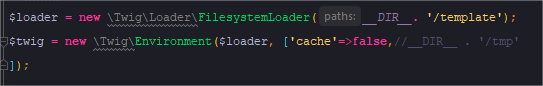 $loader = new \Twig\Loader\FilesystemLoader( paths: __DIR__. '/template');
$twig = new \Twig\Environment($loader, ['cache'=>false,//__DIR__ . '/tmp'
]);